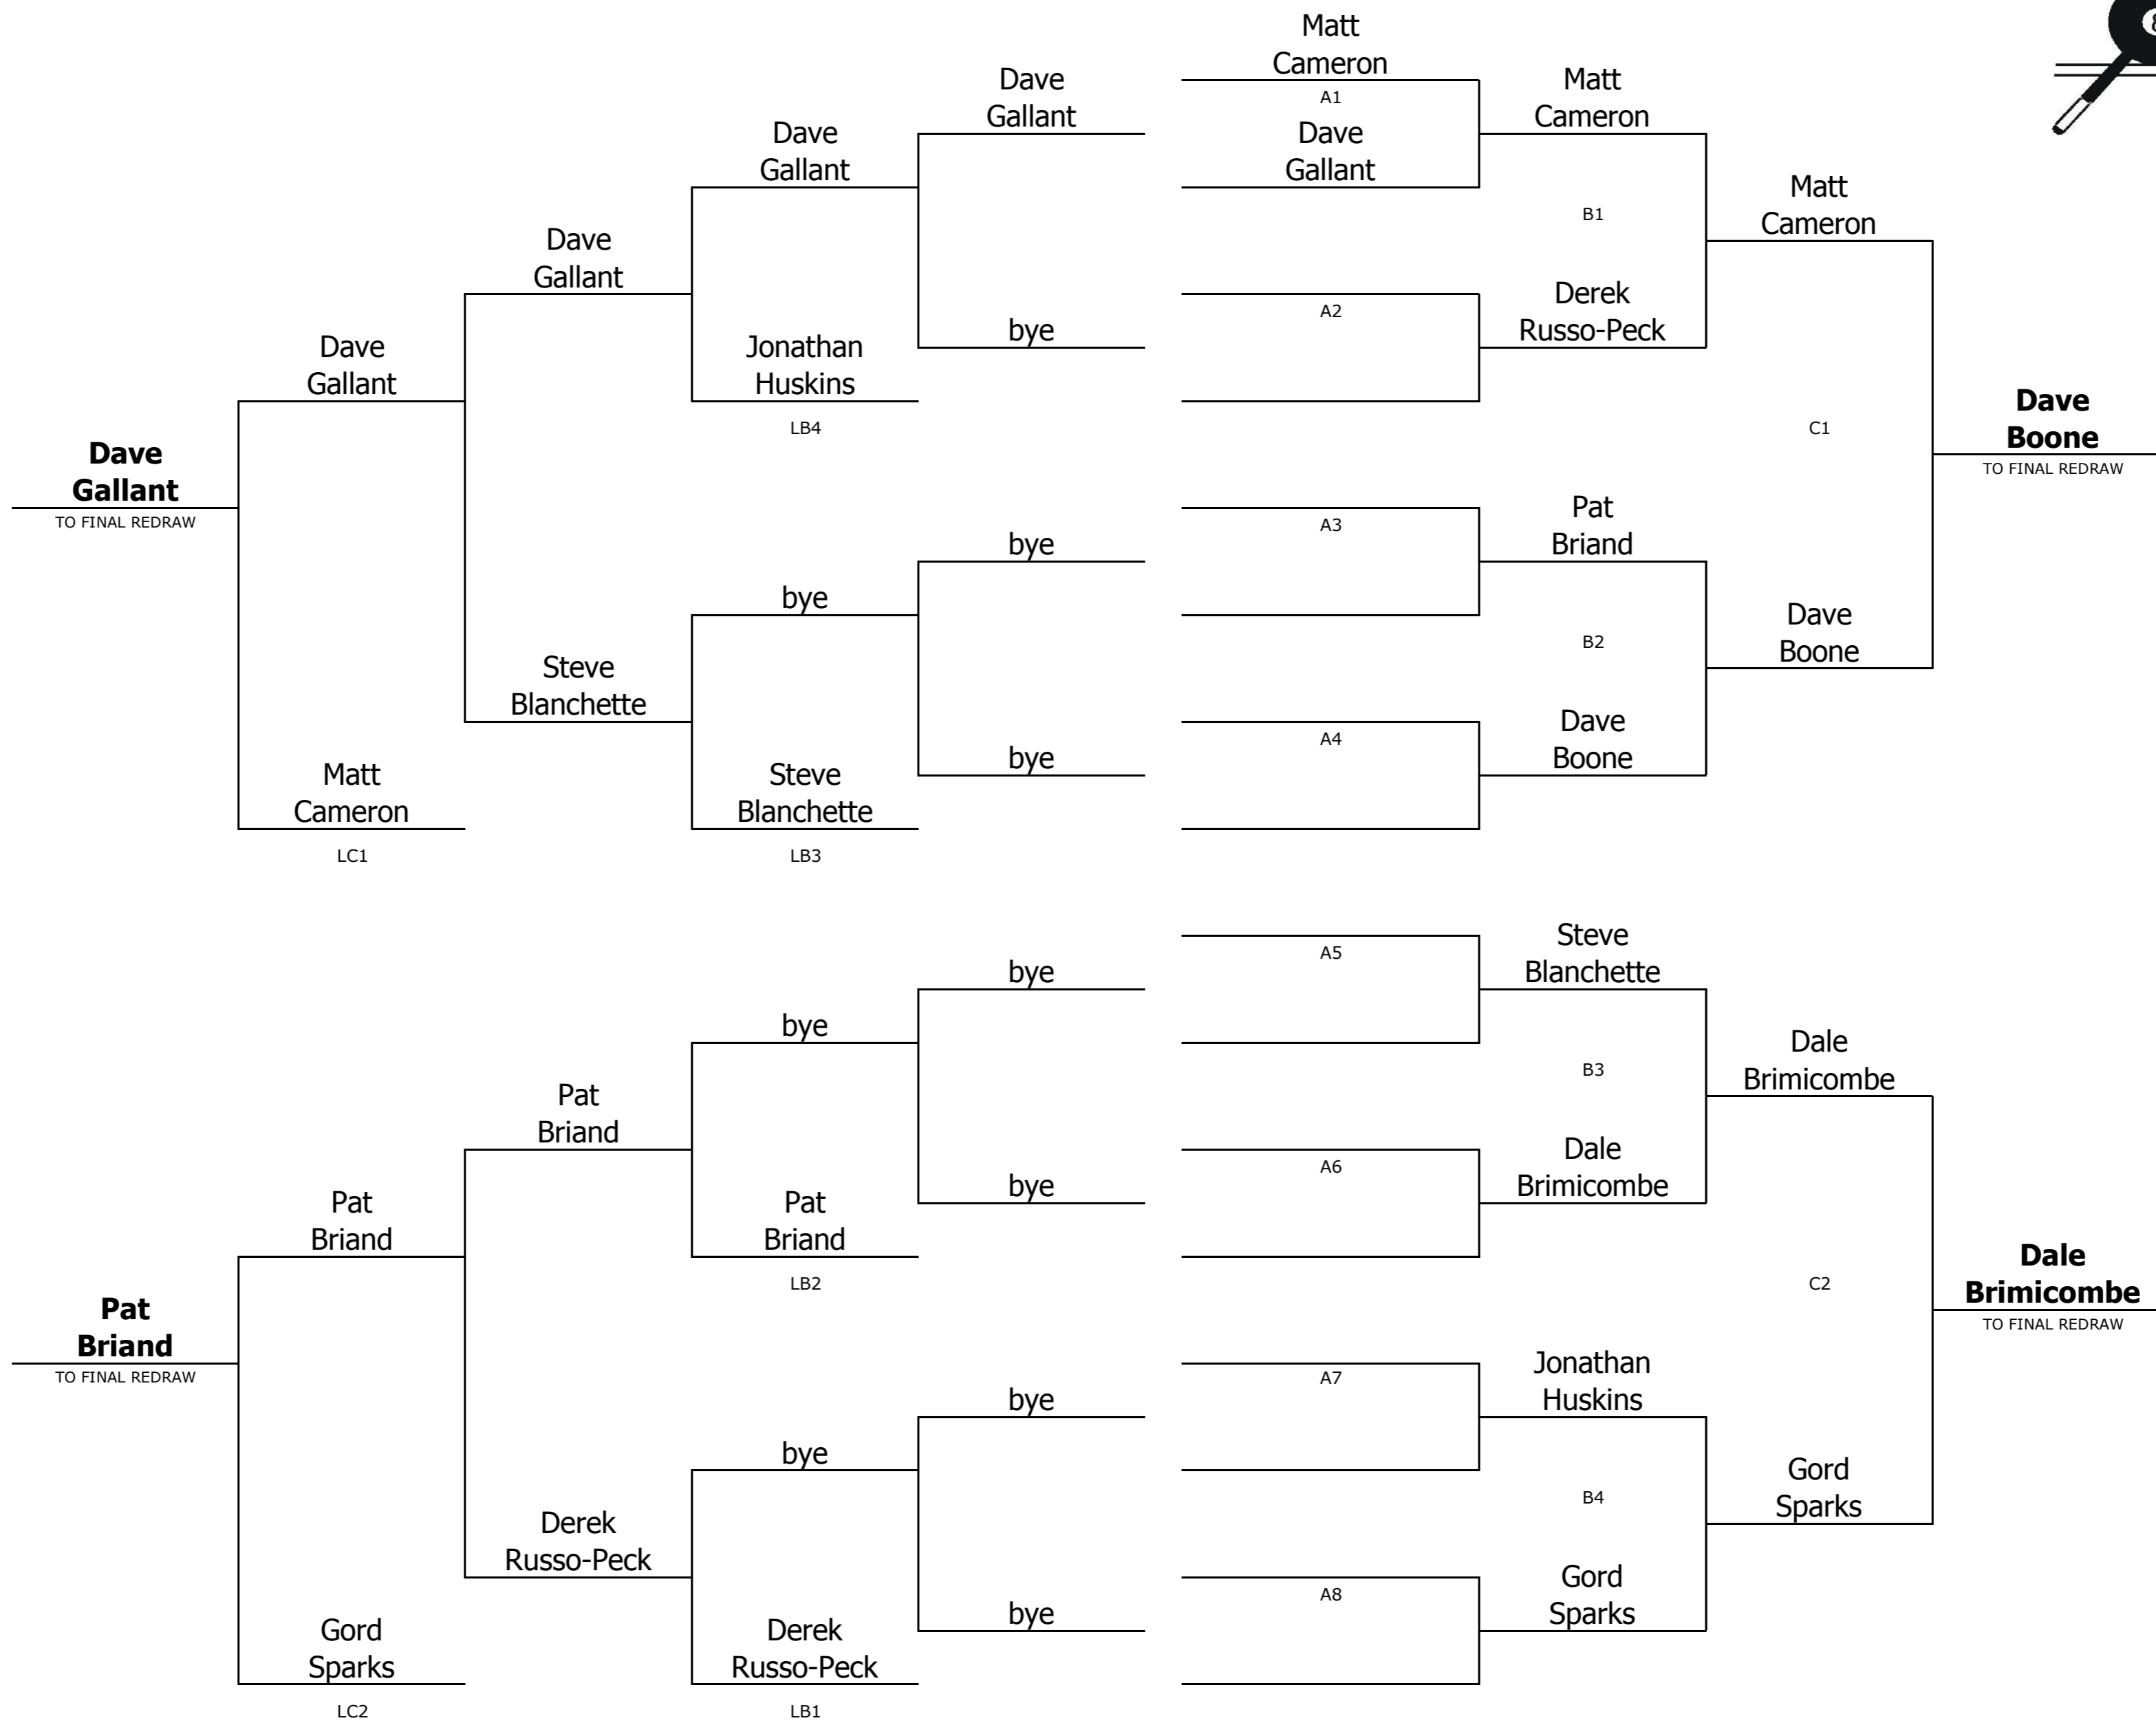 Matt
Cameron
A1
Dave
Gallant
Matt
Cameron
Dave
Gallant
Dave
Gallant
B1
Matt
Cameron
Dave
Gallant
A2
Derek
Russo-Peck
bye
Jonathan
Huskins
LB4
Dave
Gallant
C1
Dave
Boone
TO FINAL REDRAW
Dave
Gallant
TO FINAL REDRAW
A3
Pat
Briand
bye
bye
B2
Dave
Boone
Steve
Blanchette
A4
Dave
Boone
bye
Steve
Blanchette
LB3
Matt
Cameron
LC1
A5
Steve
Blanchette
bye
bye
B3
Dale
Brimicombe
Pat
Briand
A6
Dale
Brimicombe
bye
Pat
Briand
LB2
Pat
Briand
C2
Dale
Brimicombe
TO FINAL REDRAW
Pat
Briand
TO FINAL REDRAW
A7
Jonathan
Huskins
bye
bye
B4
Gord
Sparks
Derek
Russo-Peck
A8
Gord
Sparks
bye
Derek
Russo-Peck
LB1
Gord
Sparks
LC2